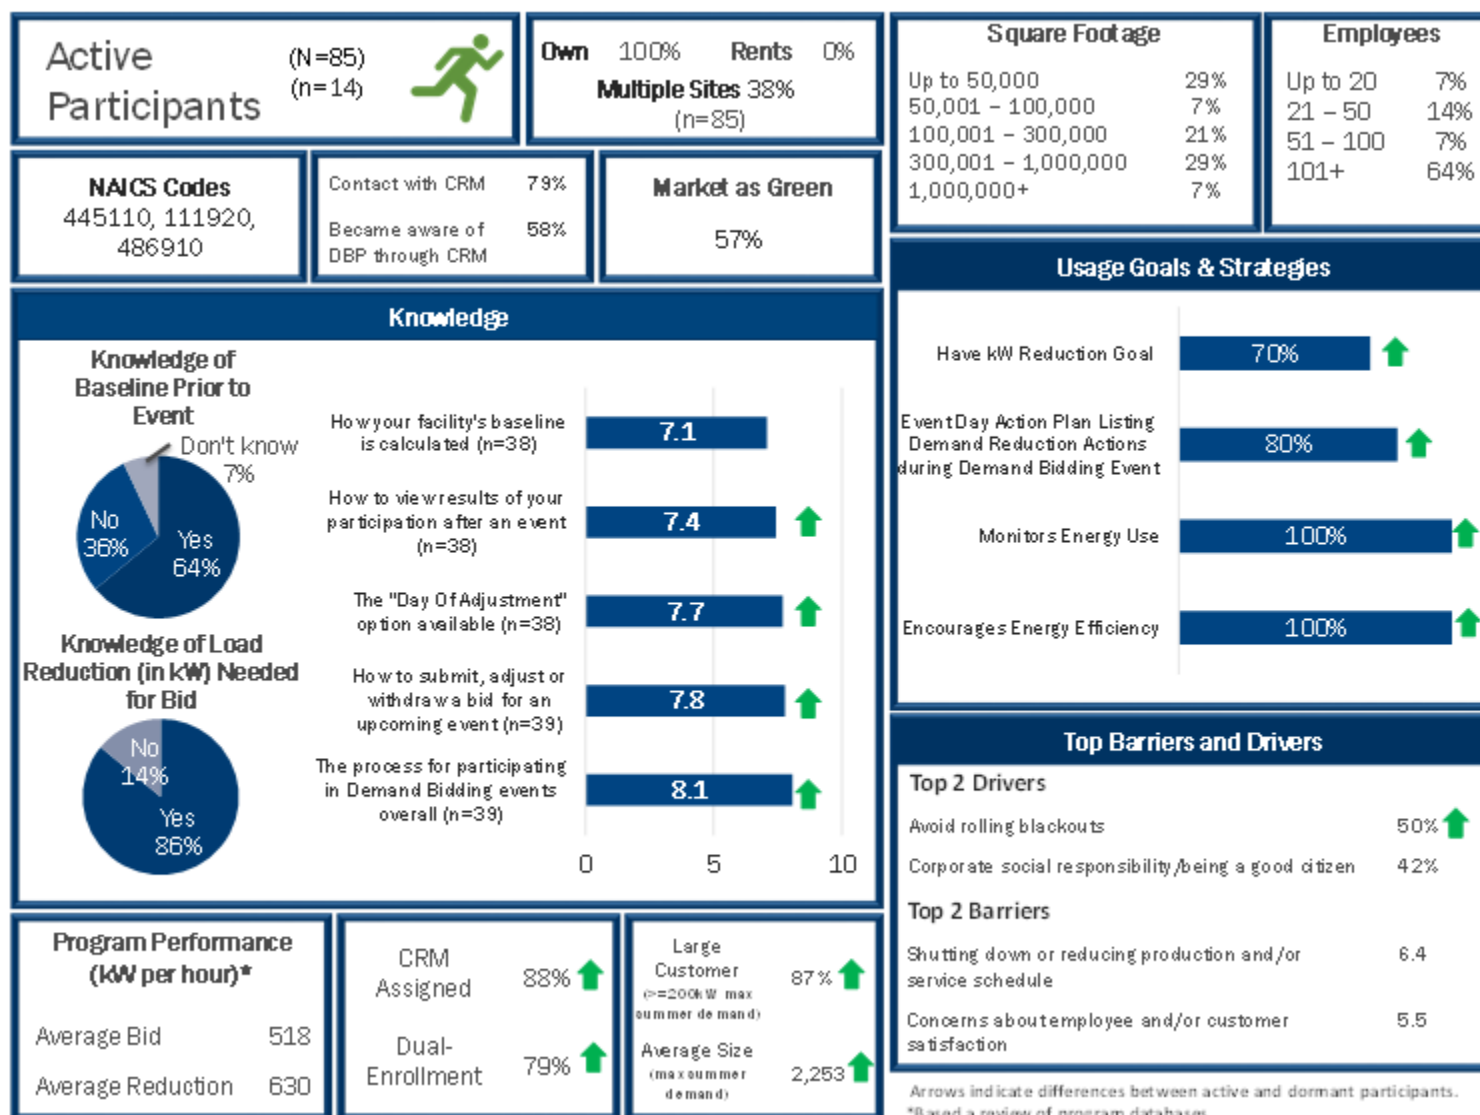 Active
Participants
(N=85)
(n=14)
Own 100% Rents 0%
Multiple Sites 38%
(n=85)
Square Footage
Up to 50,000 29%
50,001 – 100,000 7%
100,001 – 300,000 21%
300,001 – 1,000,000 29%
1,000,000+ 7%
Employees
Up to 20 7%
21 – 50 14%
51 – 100 7%
101+ 64%
NAICS Codes
445110, 111920,
486910
Contact with CRM 79%
Became aware of 58%
DBP through CRM
Market as Green
57%
Knowledge
Knowledge of
Baseline Prior to
Event
Don't know
7%
No
36%
Yes
64%
Knowledge of Load
Reduction (in kW) Needed
for Bid
No
14%
Yes
86%
How your facility's baseline
is calculated (n=38)
7.1
How to view results of your
participation after an event
(n=38)
7.4
The "Day Of Adjustment"
option available (n=38)
7.7
How to submit, adjust or
withdraw a bid for an
upcoming event (n=39)
7.8
The process for participating
in Demand Bidding events
overall (n=39)
8.1
0 5 10
Usage Goals & Strategies
Have kW Reduction Goal 70%
Event Day Action Plan Listing
Demand Reduction Actions
during Demand Bidding Event
80%
Monitors Energy Use 100%
Encourages Energy Efficiency 100%
Top Barriers and Drivers
Top 2 Drivers
Avoid rolling blackouts 50%
Corporate social responsibility/being a good citizen 42%
Top 2 Barriers
Shutting down or reducing production and/or 6.4
service schedule
Concerns about employee and/or customer 5.5
satisfaction
Program Performance
(kW per hour)*
Average Bid 518
Average Reduction 630
CRM
Assigned
88%
Dual-
Enrollment
79%
Large
Customer
(>=200kW max
summer demand)
87%
Average Size
(max summer
demand)
2,253
Arrows indicate differences between active and dormant participants.
*Based a review of program databases